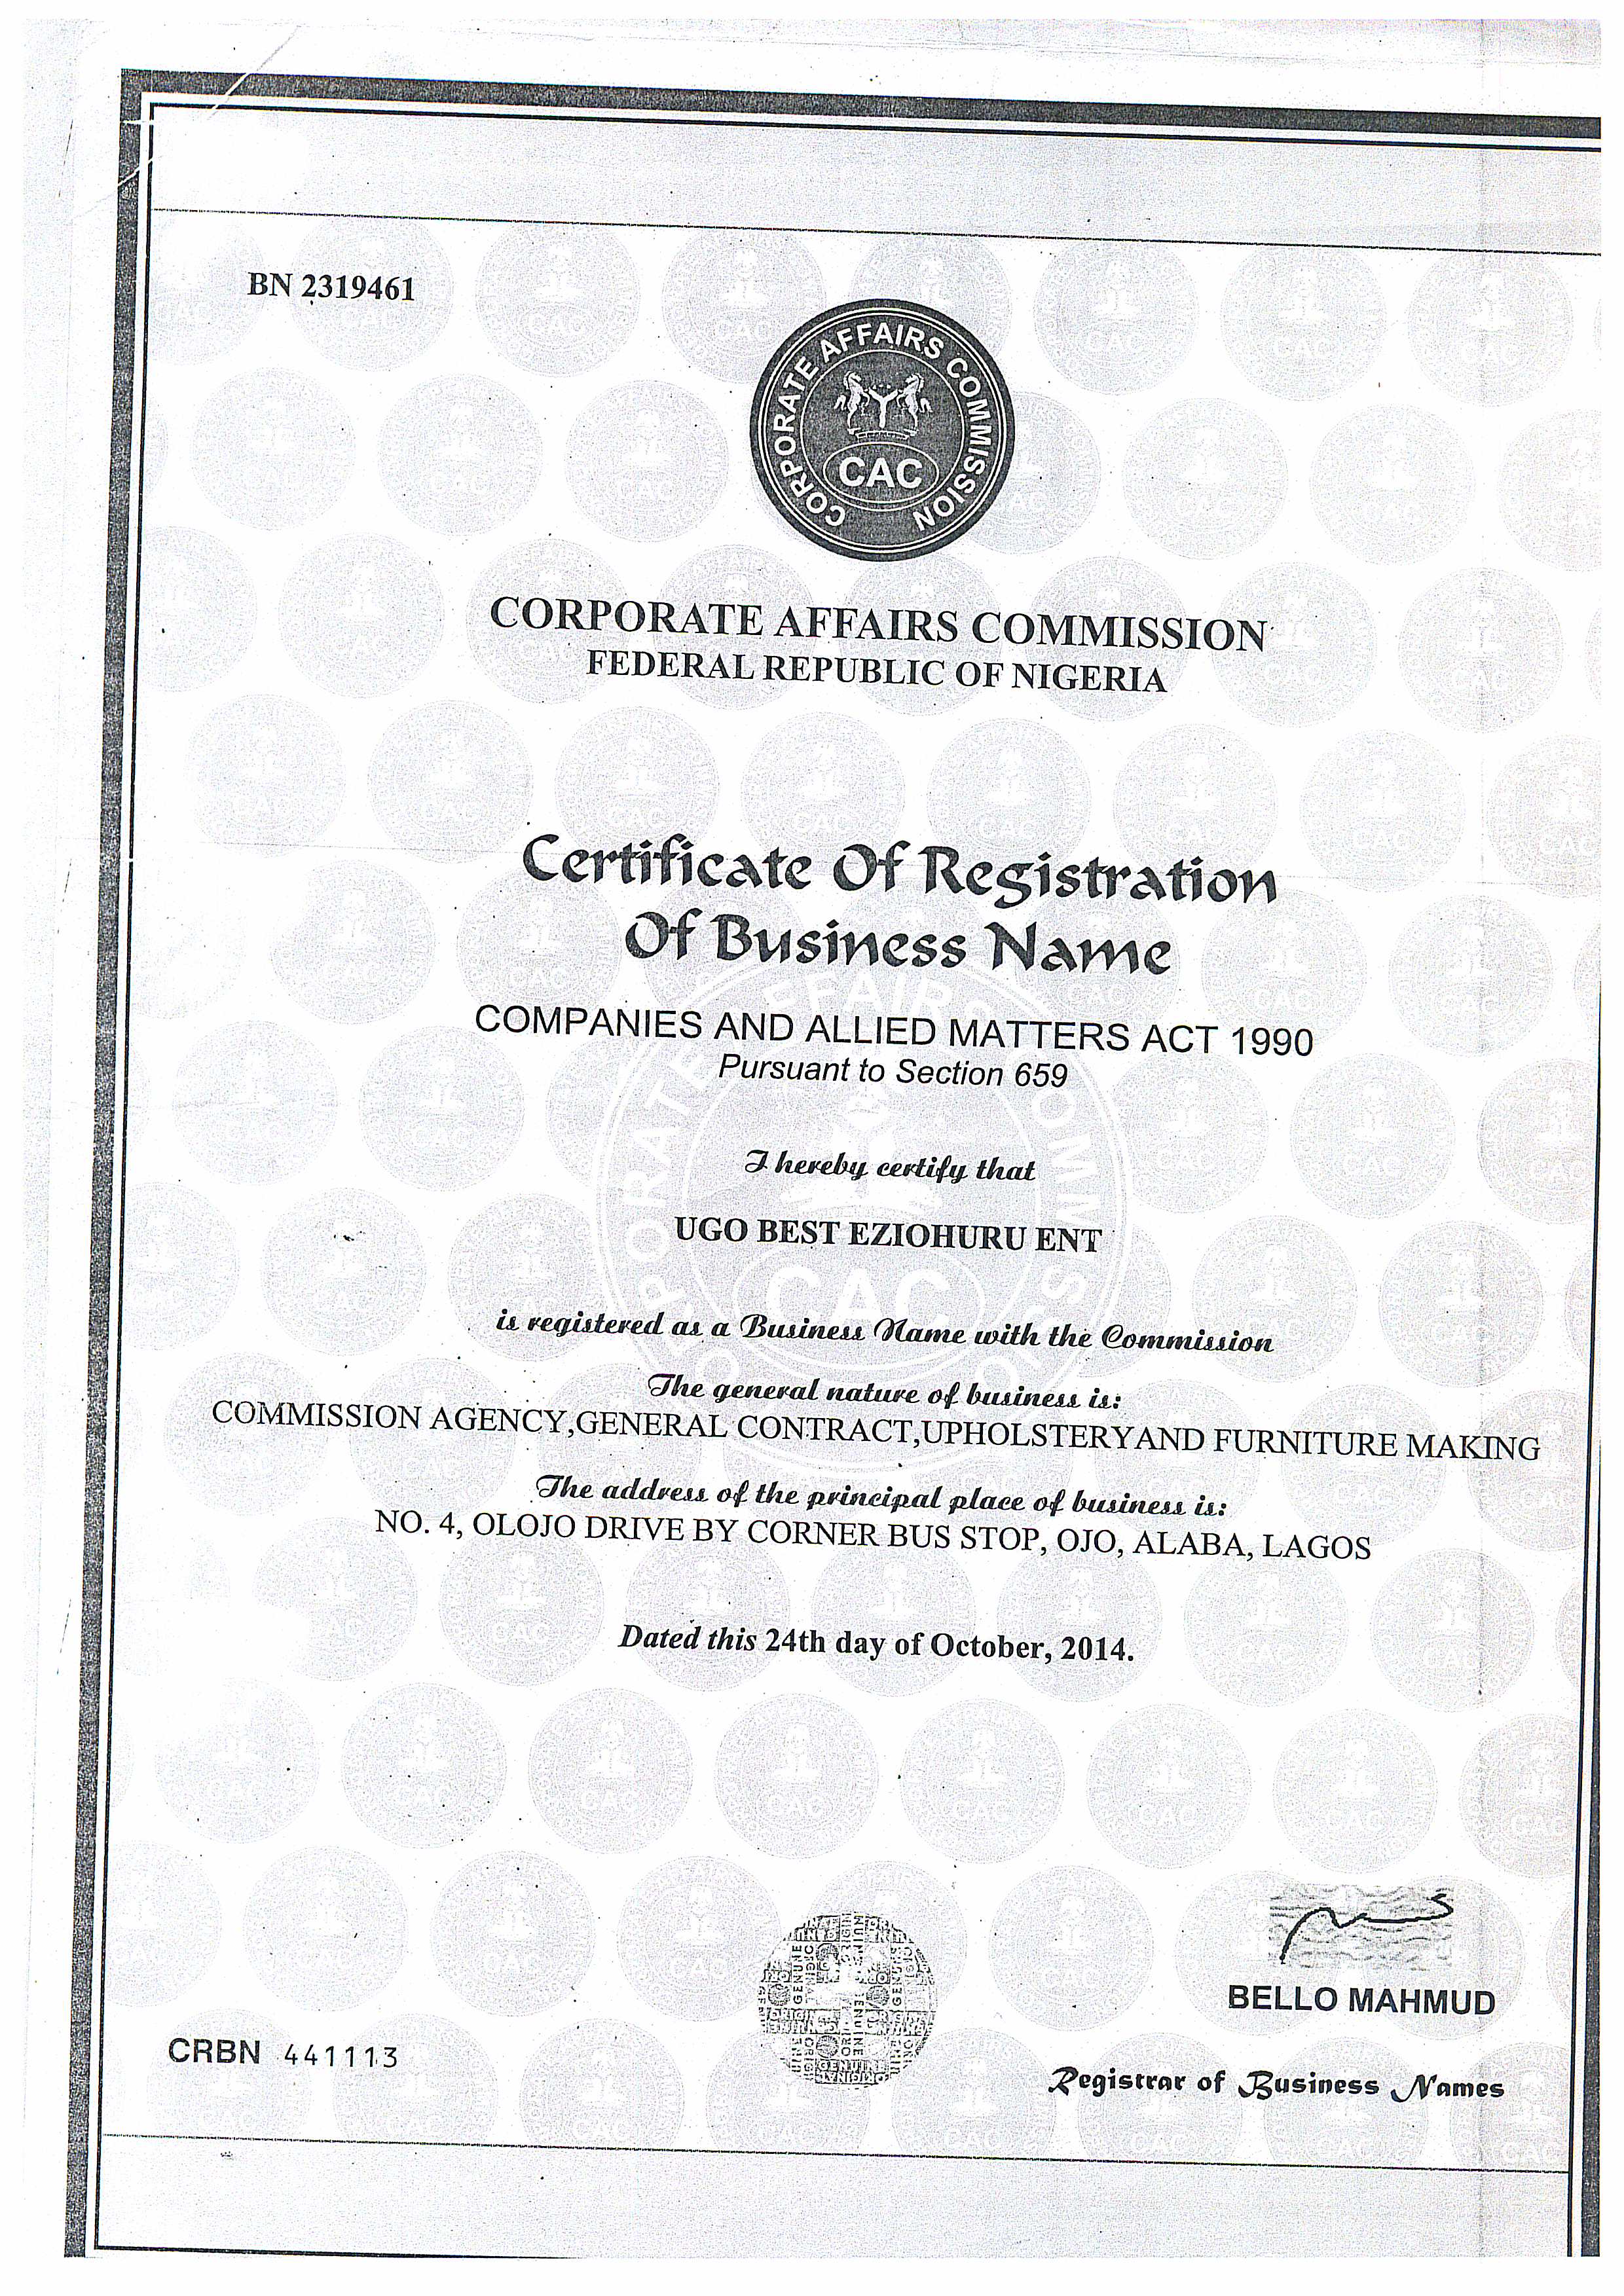 BN 2319461
CORPORATE AFFAIRS COMMISSION
CAC
CORPORATE AFFAIRS COMMISSION
FEDERAL REPUBLIC OF NIGERIA
Certificate Of Registration
Of Business Name
COMPANIES AND ALLIED MATTERS ACT 1990
Pursuant to Section 659
I hereby certify that
UGO BEST EZIOHURU ENT
is registered as a Business Name with the Commission
The general nature of business is:
COMMISSION AGENCY,GENERAL CONTRACT,UPHOLSTERYAND FURNITURE MAKING
The address of the principal place of business is:
NO. 4, OLOJO DRIVE BY CORNER BUS STOP, OJO, ALABA, LAGOS
Dated this 24th day of October, 2014.
BELLO MAHMUD
CRBN 441113
Registrar of Business Names